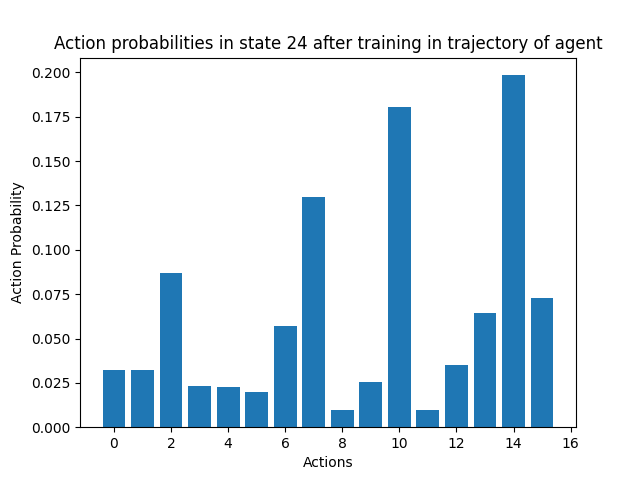 Action probabilities in state 24 after training in trajectory of agent
0.200
0.175
0.150
0.125
0.100
0.075
0.050
0.025
0.000
Action Probability
0 2 4 6 8 10 12 14 16
Actions